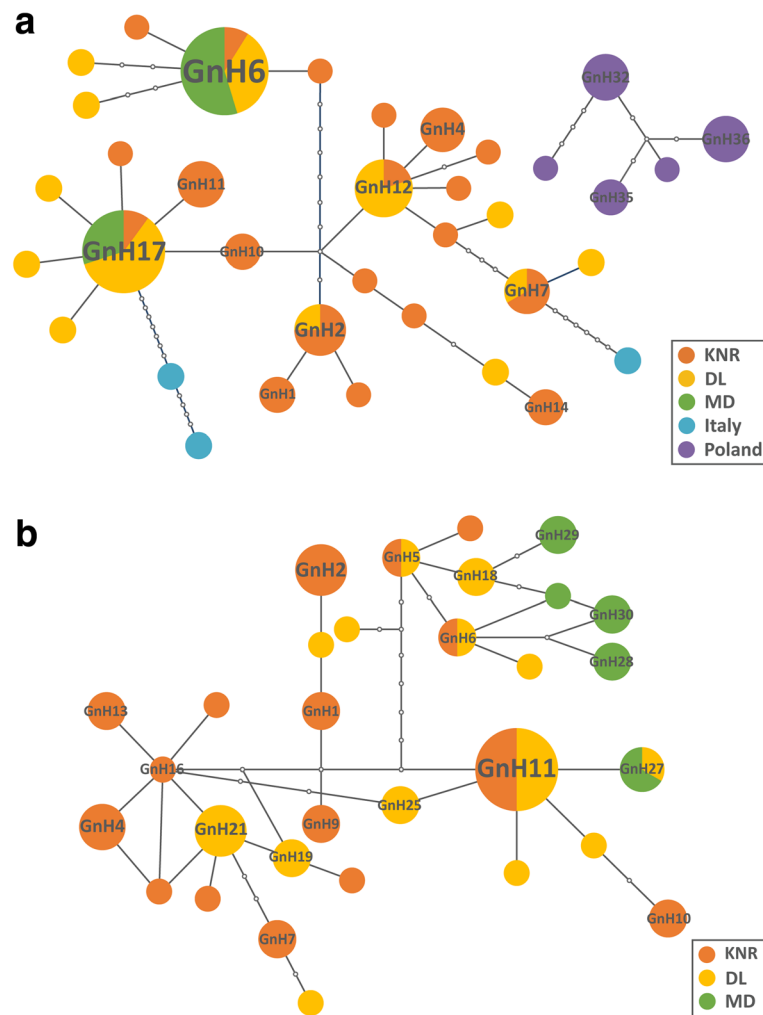 a
GnH6
GnH32
GnH36
GnH4
GnH11
GnH12
GnH35
GnH17
GnH10
GnH7
GnH2
GnH1
GnH14
KNR
DL
MD
Italy
Poland
b
GnH29
GnH5
GnH2
GnH18
GnH30
GnH6
GnH28
GnH13
GnH1
GnH16
GnH11
GnH27
GnH25
GnH4
GnH21
GnH9
GnH19
GnH10
GnH7
KNR
DL
MD